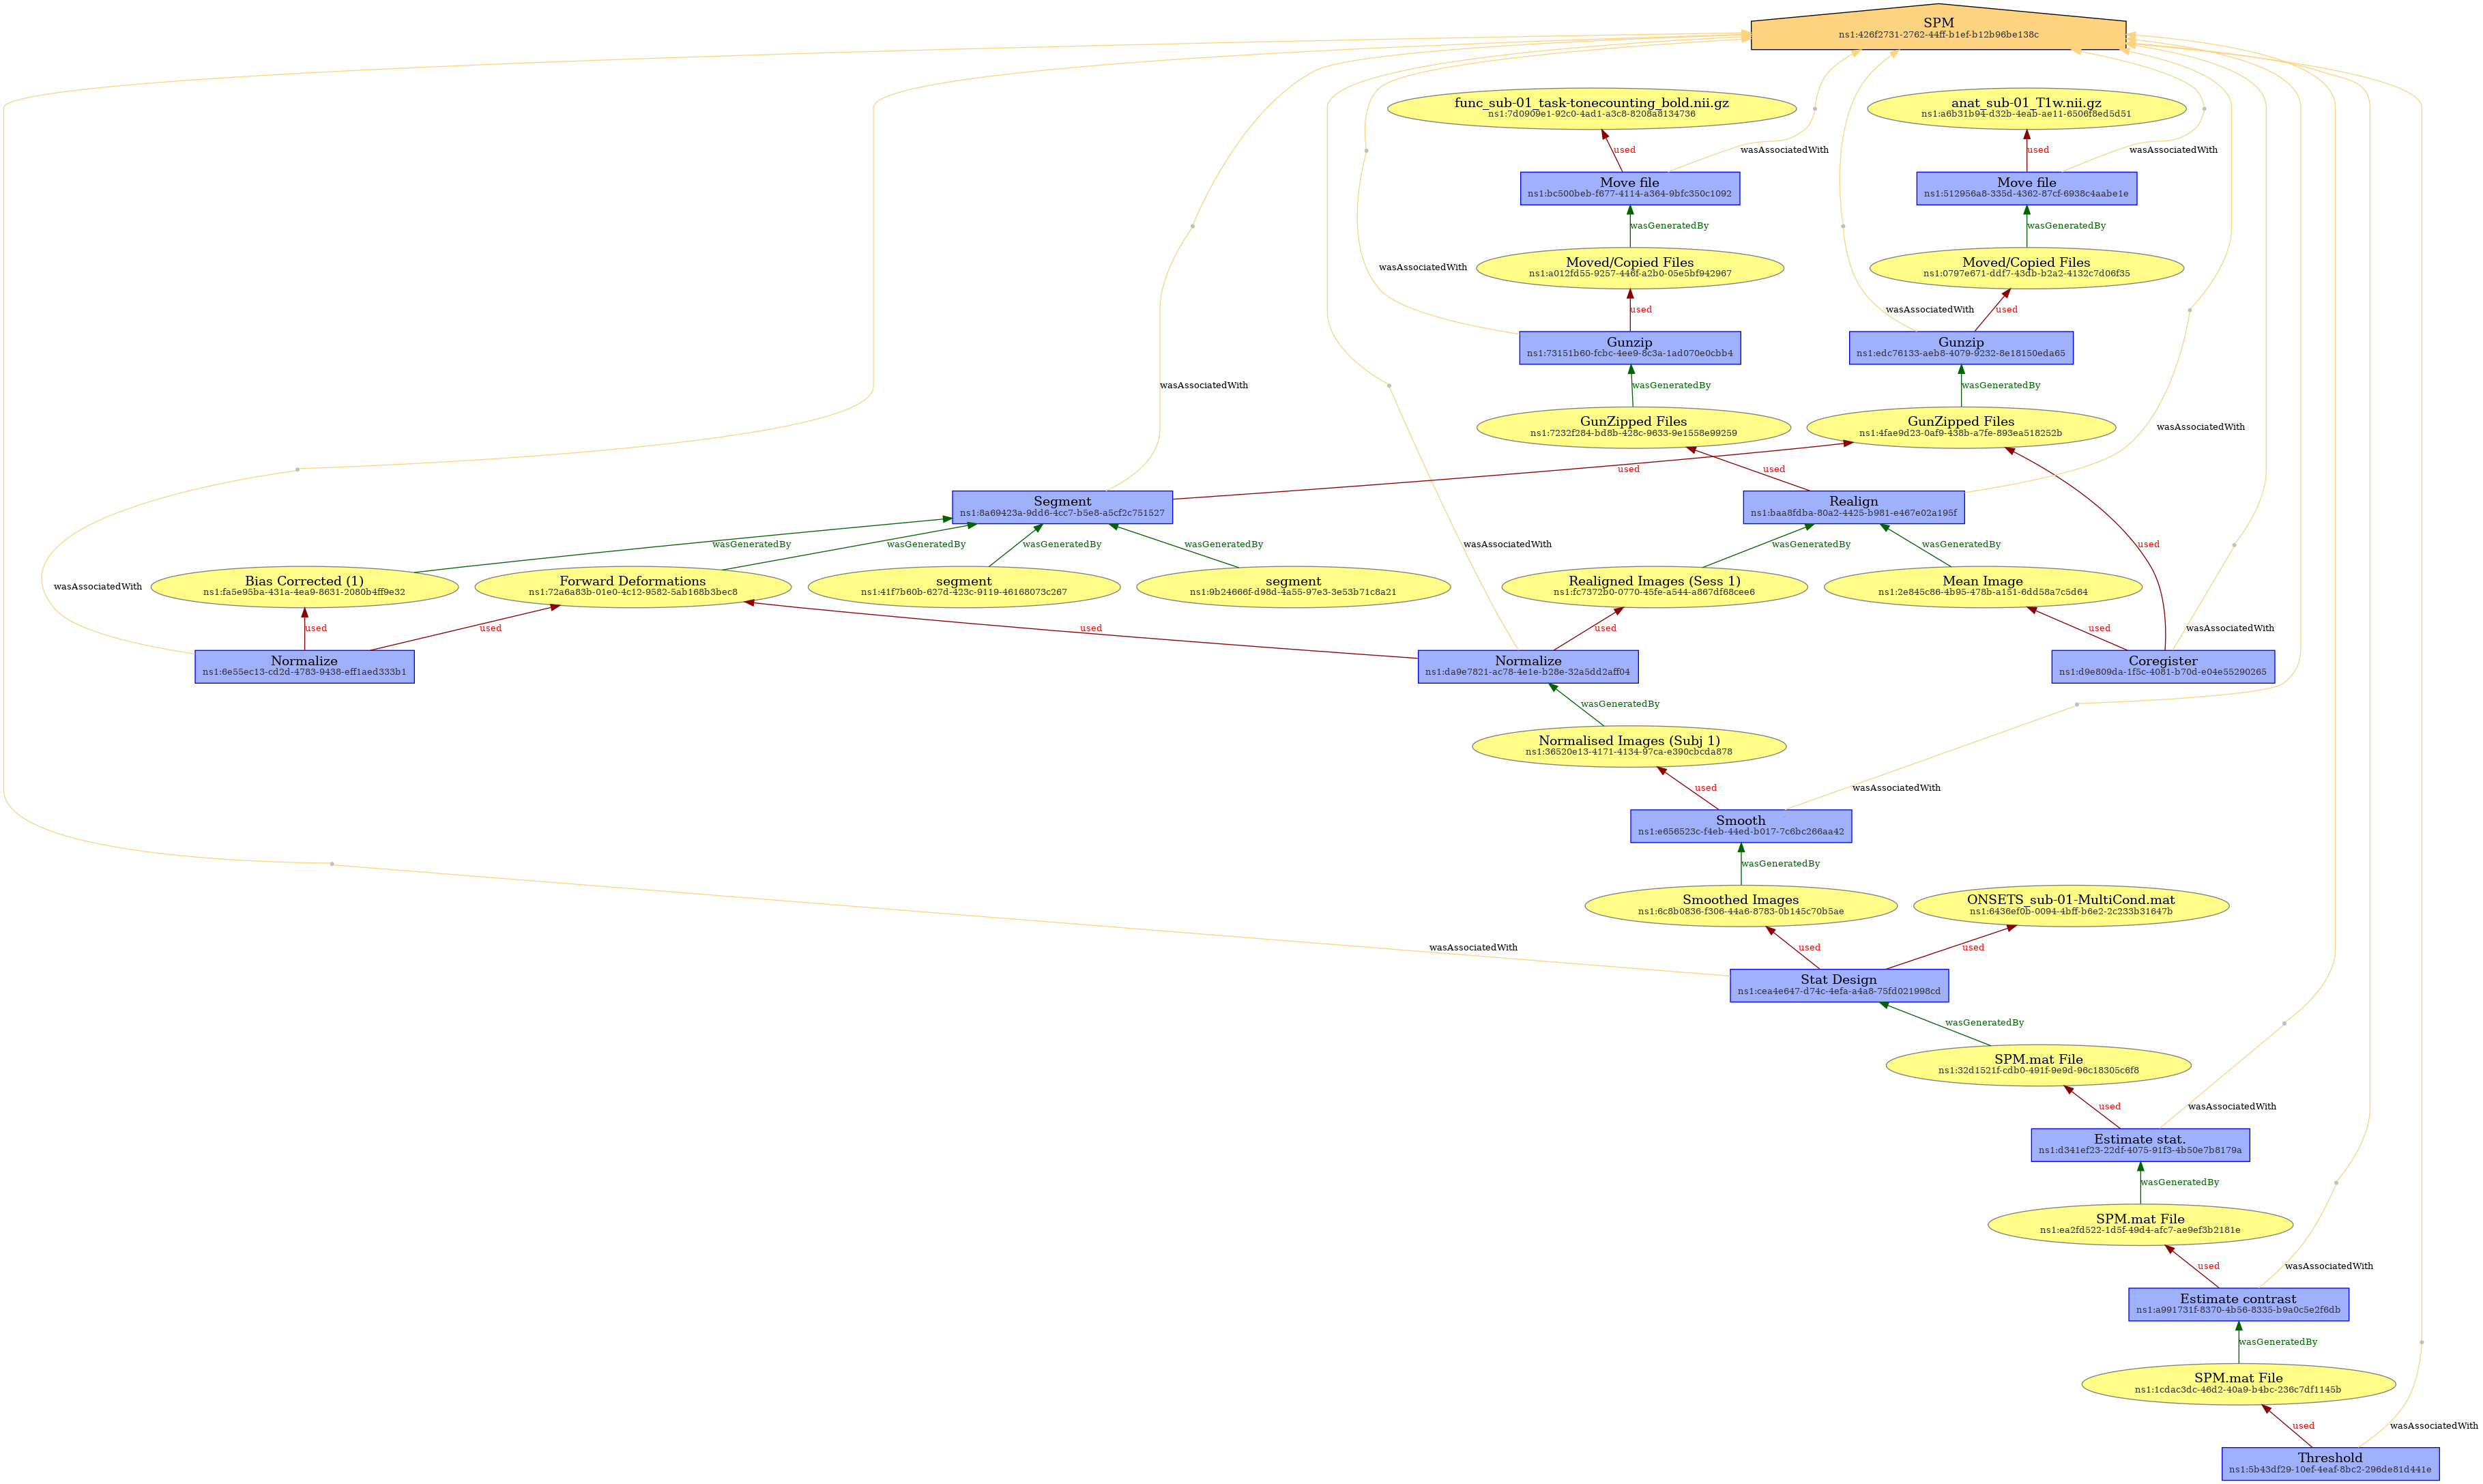 SPM
ns1:426f2731-2762-44ff-b1ef-b12b96be138c
func_sub-01_task-tonecounting_bold.nii.gz
ns1:7d0909e1-92c0-4ad1-a3c8-8208a8134736
anat_sub-01_T1w.nii.gz
ns1:a6b31b94-d32b-4eab-ae11-6506f8ed5d51
used
wasAssociatedWith
used
wasAssociatedWith
Move file
ns1:bc500beb-f677-4114-a364-9bfc350c1092
Move file
ns1:512956a8-335d-4362-87cf-6938c4aabe1e
wasGeneratedBy
wasGeneratedBy
Moved/Copied Files
ns1:a012fd55-9257-446f-a2b0-05e5bf942967
Moved/Copied Files
ns1:0797e671-ddf7-43db-b2a2-4132c7d06f35
wasAssociatedWith
used
wasAssociatedWith
used
Gunzip
ns1:73151b60-fcbc-4ee9-8c3a-1ad070e0cbb4
Gunzip
ns1:edc76133-aeb8-4079-9232-8e18150eda65
wasAssociatedWith
wasGeneratedBy
wasGeneratedBy
GunZipped Files
ns1:7232f284-bd8b-428c-9633-9e1558e99259
GunZipped Files
ns1:4fae9d23-0af9-438b-a7fe-893ea518252b
wasAssociatedWith
used
used
Segment
ns1:8a69423a-9dd6-4cc7-b5e8-a5cf2c751527
Realign
ns1:baa8fdba-80a2-4425-b981-e467e02a195f
wasGeneratedBy
wasGeneratedBy
wasGeneratedBy
wasGeneratedBy
wasAssociatedWith
wasGeneratedBy
wasGeneratedBy
used
wasAssociatedWith
Bias Corrected (1)
ns1:fa5e95ba-431a-4ea9-8631-2080b4ff9e32
Forward Deformations
ns1:72a6a83b-01e0-4c12-9582-5ab168b3bec8
segment
ns1:41f7b60b-627d-423c-9119-46168073c267
segment
ns1:9b24666f-d98d-4a55-97e3-3e53b71c8a21
Realigned Images (Sess 1)
ns1:fc7372b0-0770-45fe-a544-a867df68cee6
Mean Image
ns1:2e845c86-4b95-478b-a151-6dd58a7c5d64
used
used
used
used
used
wasAssociatedWith
Normalize
ns1:6e55ec13-cd2d-4783-9438-eff1aed333b1
Normalize
ns1:da9e7821-ac78-4e1e-b28e-32a5dd2aff04
Coregister
ns1:d9e809da-1f5c-4081-b70d-e04e55290265
wasGeneratedBy
Normalised Images (Subj 1)
ns1:36520e13-4171-4134-97ca-e390cbcda878
used
wasAssociatedWith
Smooth
ns1:e656523c-f4eb-44ed-b017-7c6bc266aa42
wasGeneratedBy
Smoothed Images
ns1:6c8b0836-f306-44a6-8783-0b145c70b5ae
ONSETS_sub-01-MultiCond.mat
ns1:6436ef0b-0094-4bff-b6e2-2c233b31647b
wasAssociatedWith
used
used
Stat Design
ns1:cea4e647-d74c-4efa-a4a8-75fd021998cd
wasGeneratedBy
SPM.mat File
ns1:32d1521f-cdb0-491f-9e9d-96c18305c6f8
used
wasAssociatedWith
Estimate stat.
ns1:d341ef23-22df-4075-91f3-4b50e7b8179a
wasGeneratedBy
SPM.mat File
ns1:ea2fd522-1d5f-49d4-afc7-ae9ef3b2181e
used
wasAssociatedWith
Estimate contrast
ns1:a991731f-8370-4b56-8335-b9a0c5e2f6db
wasGeneratedBy
SPM.mat File
ns1:1cdac3dc-46d2-40a9-b4bc-236c7df1145b
used
wasAssociatedWith
Threshold
ns1:5b43df29-10ef-4eaf-8bc2-296de81d441e